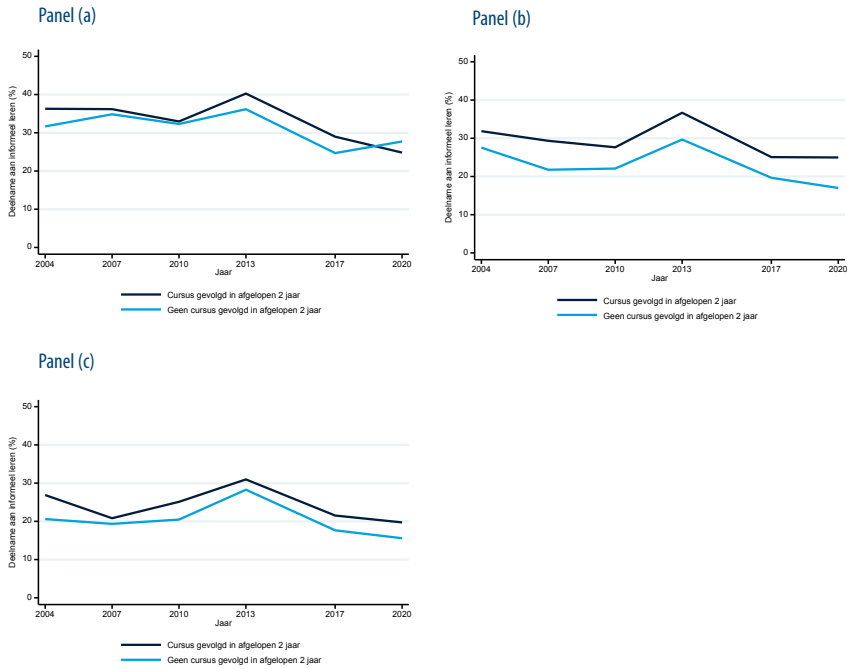 Panel (a)
Deelname aan informeel leren (%)
50
40
30
20
10
0
2004 2007 2010 2013 2017 2020
Jaar
Cursus gevolgd in afgelopen 2 jaar
Geen cursus gevolgd in afgelopen 2 jaar
Panel (b)
Deelname aan informeel leren (%)
50
40
30
20
10
0
2004 2007 2010 2013 2017 2020
Jaar
Cursus gevolgd in afgelopen 2 jaar
Geen cursus gevolgd in afgelopen 2 jaar
Panel (c)
Deelname aan informeel leren (%)
50
40
30
20
10
0
2004 2007 2010 2013 2017 2020
Jaar
Cursus gevolgd in afgelopen 2 jaar
Geen cursus gevolgd in afgelopen 2 jaar